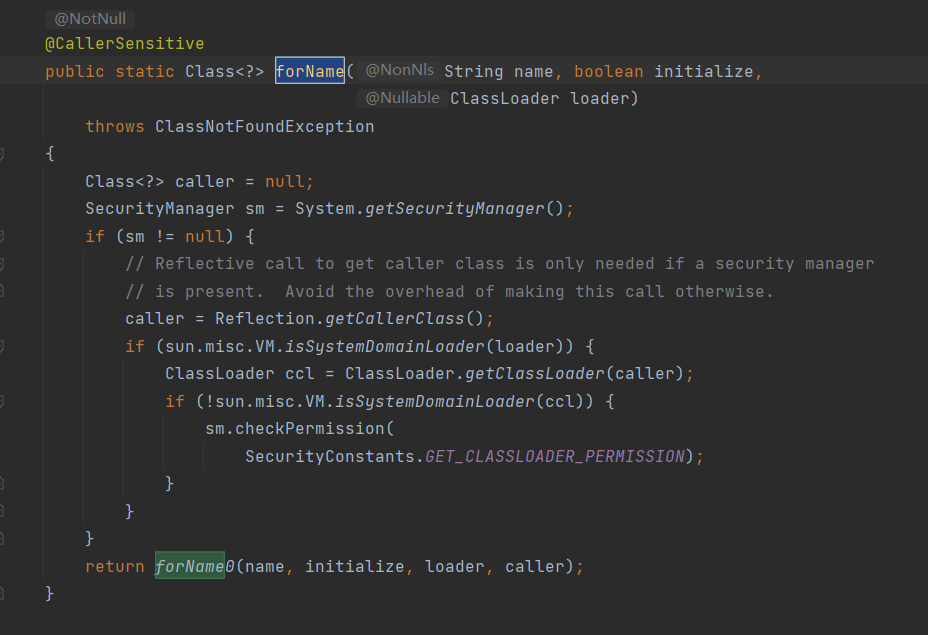 @NotNull
@CallerSensitive
public static Class<?> forName( @NonNls String name, boolean initialize,
@Nullable ClassLoader loader)
throws ClassNotFoundException
{
Class<?> caller = null;
SecurityManager sm = System.getSecurityManager();
if (sm != null) {
// Reflective call to get caller class is only needed if a security manager
// is present.  Avoid the overhead of making this call otherwise.
caller = Reflection.getCallerClass();
if (sun.misc.VM.isSystemDomainLoader(loader)) {
ClassLoader ccl = ClassLoader.getClassLoader(caller);
if (!sun.misc.VM.isSystemDomainLoader(ccl)) {
sm.checkPermission(
SecurityConstants.GET_CLASSLOADER_PERMISSION);
}
}
}
return forName0(name, initialize, loader, caller);
}